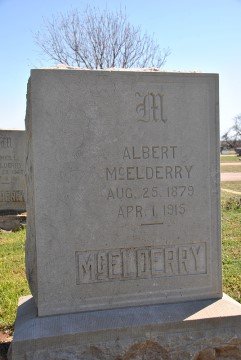 M
ALBERT
McELDERRY
AUG. 25, 1879
APR. 1, 1915
McELDERRY